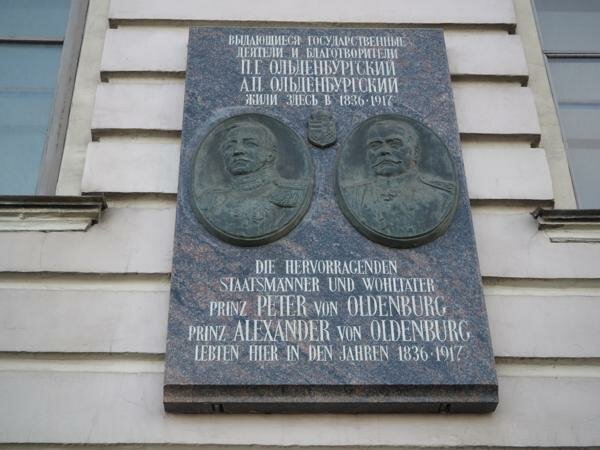 ВЫДАЮЩИЕСЯ ГОСУДАРСТВЕННЫЕ
ДЕЯТЕЛИ И БЛАГОТВОРИТЕЛИ
П.Г. ОЛЬДЕНБУРГСКИЙ
А.П. ОЛЬДЕНБУРГСКИЙ
ЖИЛИ ЗДЕСЬ В 1836-1917
DIE HERVORRAGENDEN
STAATSMÄNNER UND WOHLTÄTER
PRINZ PETER VON OLDENBURG
PRINZ ALEXANDER VON OLDENBURG
LEBTEN HIER IN DEN JAHREN 1836-1917